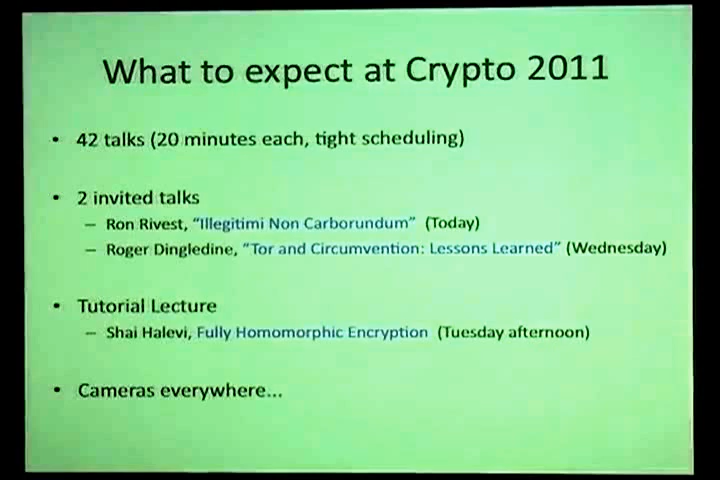 What to expect at Crypto 2011
• 42 talks (20 minutes each, tight scheduling)
• 2 invited talks
– Ron Rivest, “Illegitimi Non Carborundum” (Today)
– Roger Dingledine, “Tor and Circumvention: Lessons Learned” (Wednesday)
• Tutorial Lecture
– Shai Halevi, Fully Homomorphic Encryption (Tuesday afternoon)
• Cameras everywhere...